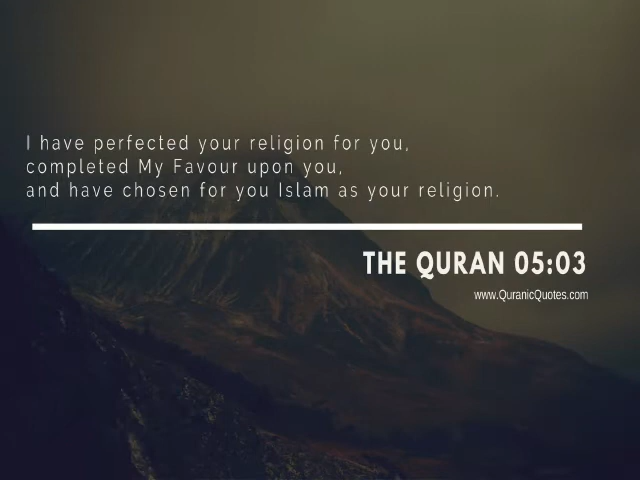 I have perfected your religion for you,
completed My Favour upon you,
and have chosen for you Islam as your religion.
THE QURAN 05:03
www.QuranicQuotes.com